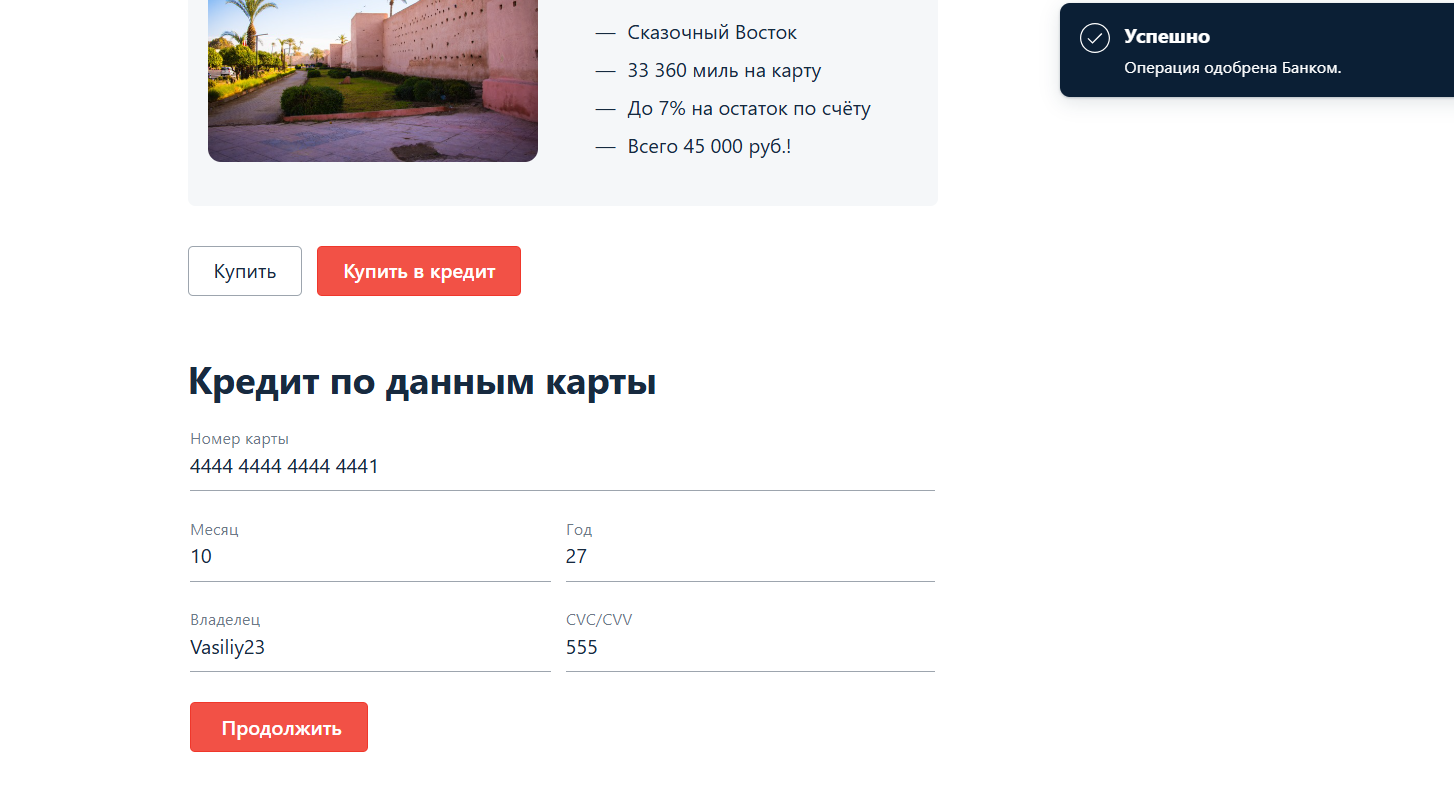 — Сказочный Восток
— 33 360 миль на карту
— До 7% на остаток по счёту
— Всего 45 000 руб.!
Успешно
Операция одобрена Банком.
Купить
Купить в кредит
Кредит по данным карты
Номер карты
4444 4444 4444 4441
Месяц
10
Год
27
Владелец
Vasiliy23
CVC/CVV
555
Продолжить